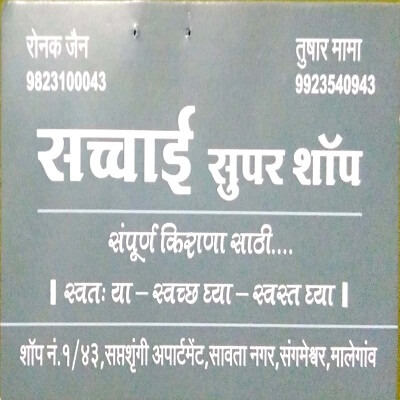 रोनक जैन
9823100043
तुषार मामा
9923540943
सच्चाई सुपर शॉप
संपूर्ण किराणा साठी....
। स्वतः या – स्वच्छ घ्या – स्वस्त घ्या ।
शॉप नं.१/४३,सप्तशृंगी अपार्टमेंट,सावता नगर,संगमेश्वर,मालेगांव